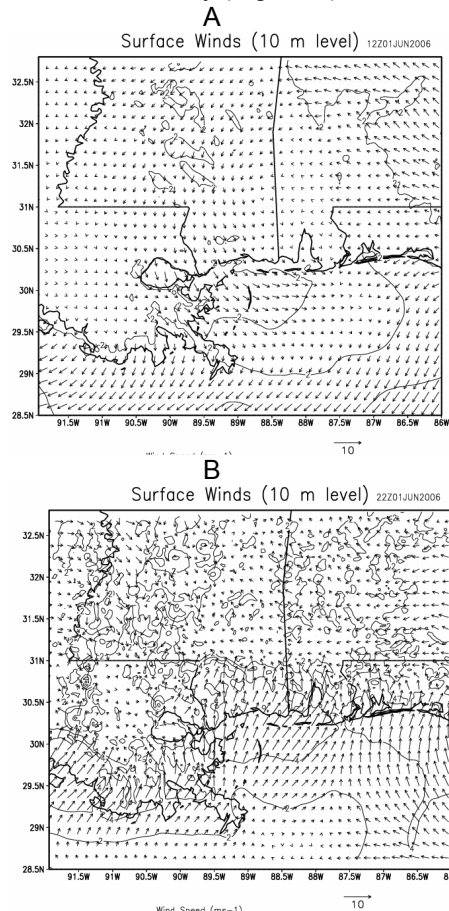 A
Surface Winds (10 m level) 12Z01JUN2006
32.5N
32N
31.5N
31N
30.5N
30N
29.5N
29N
28.5N
91.5W 91W 90.5W 90W 89.5W 89W 88.5W 88W 87.5W 87W 86.5W 86W
10
B
Surface Winds (10 m level) 22Z01JUN2006
32.5N
32N
31.5N
31N
30.5N
30N
29.5N
29N
28.5N
91.5W 91W 90.5W 90W 89.5W 89W 88.5W 88W 87.5W 87W 86.5W
Wind Speed (ms-1)
10